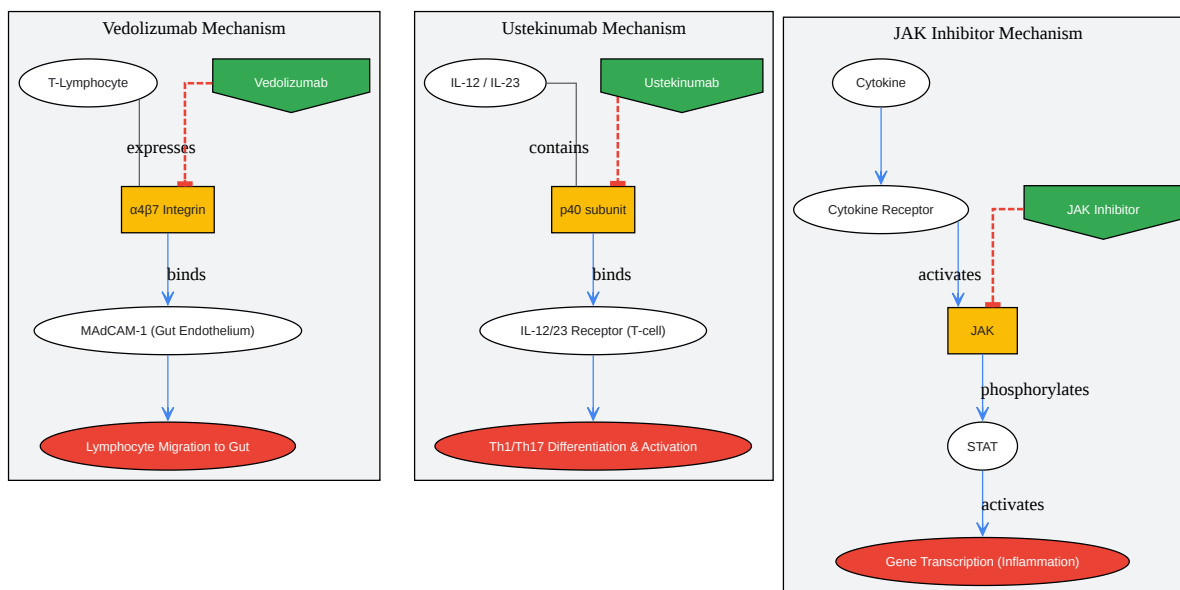 Vedolizumab Mechanism
T-Lymphocyte
Vedolizumab
expresses
α4β7 Integrin
binds
MAdCAM-1 (Gut Endothelium)
Lymphocyte Migration to Gut
Ustekinumab Mechanism
IL-12 / IL-23
Ustekinumab
contains
p40 subunit
binds
IL-12/23 Receptor (T-cell)
Th1/Th17 Differentiation & Activation
JAK Inhibitor Mechanism
Cytokine
Cytokine Receptor
JAK Inhibitor
activates
JAK
phosphorylates
STAT
activates
Gene Transcription (Inflammation)